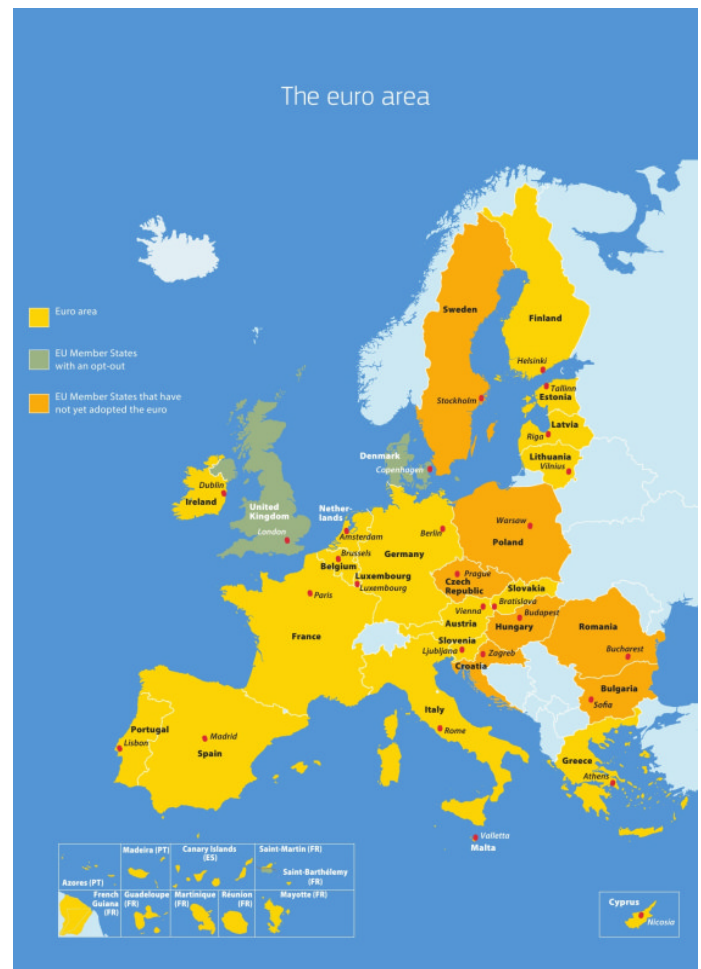 The euro area
Euro area
EU Member States
with an opt-out
EU Member States that have
not yet adopted the euro
Sweden
Finland
Helsinki
Tallinn
Estonia
Stockholm
Latvia
Riga
Lithuania
Vilnius
Denmark
Copenhagen
Dublin
Ireland
United
Kingdom
London
Nether-
lands
Amsterdam
Berlin
Warsaw
Poland
Brussels
Belgium
Germany
Luxembourg
Luxembourg
Prague
Czech
Republic
Slovakia
Bratislava
Paris
Vienna
Austria
Budapest
Hungary
Romania
France
Slovenia
Ljubljana
Zagreb
Croatia
Bucharest
Bulgaria
Sofia
Italy
Rome
Portugal
Lisbon
Madrid
Spain
Greece
Athens
Valletta
Malta
Azores (PT)
Madeira (PT)
Canary Islands
(ES)
Saint-Martin (FR)
Saint-Barthélemy
(FR)
French
Guiana
(FR)
Guadeloupe
(FR)
Martinique
(FR)
Réunion
(FR)
Mayotte (FR)
Cyprus
Nicosia